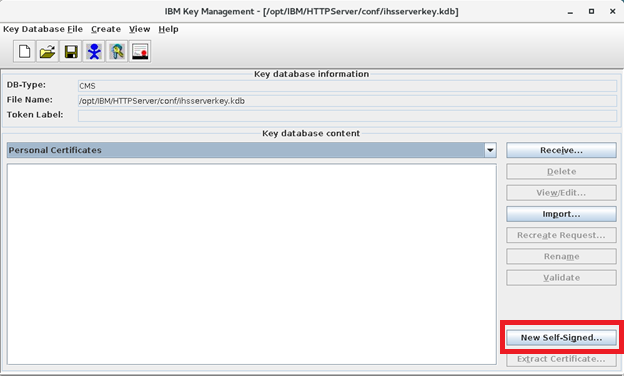 IBM Key Management - [/opt/IBM/HTTPServer/conf/ihsserverkey.kdb]
Key Database File Create View Help
Key database information
DB-Type: CMS
File Name: /opt/IBM/HTTPServer/conf/ihsserverkey.kdb
Token Label:
Key database content
Personal Certificates
Receive...
Delete
View/Edit...
Import...
Recreate Request...
Rename
Validate
New Self-Signed...
Extract Certificate...